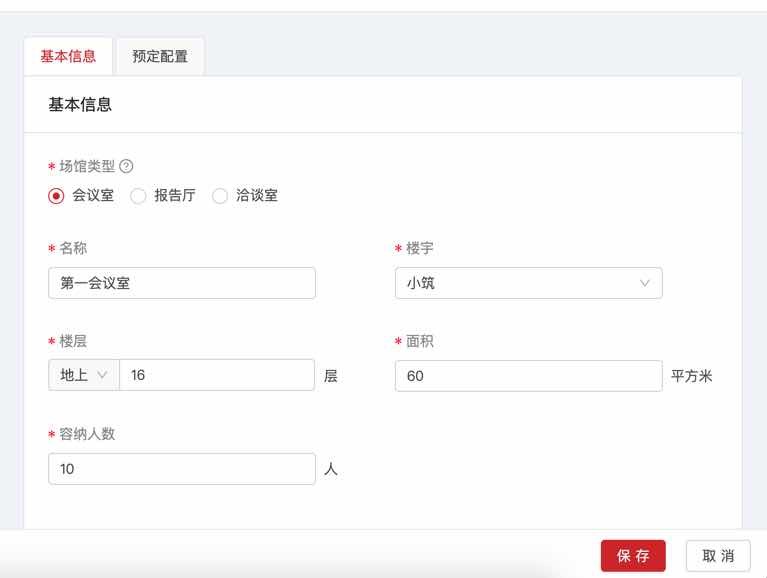 基本信息 预定配置
基本信息
* 场馆类型 ?
会议室 报告厅 洽谈室
* 名称 * 楼宇
第一会议室 小筑
* 楼层 * 面积
地上 16 层 60 平方米
* 容纳人数
10 人
保存 取消